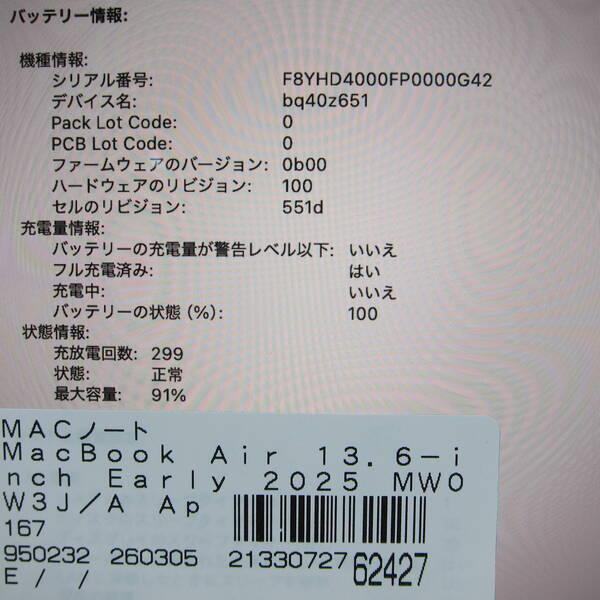 バッテリー情報:
機種情報:
シリアル番号: F8YHD4000FP0000G42
デバイス名: bq40z651
Pack Lot Code: 0
PCB Lot Code: 0
ファームウェアのバージョン: 0b00
ハードウェアのリビジョン: 100
セルのリビジョン: 551d
充電量情報:
バッテリーの充電量が警告レベル以下: いいえ
フル充電済み: はい
充電中: いいえ
バッテリーの状態 (%): 100
状態情報:
充放電回数: 299
状態: 正常
最大容量: 91%
MACノート
MacBook Air 13.6-i
nch Early 2025 MW0
W3J/A Ap
167
950232 260305 21330727 62427
E / /